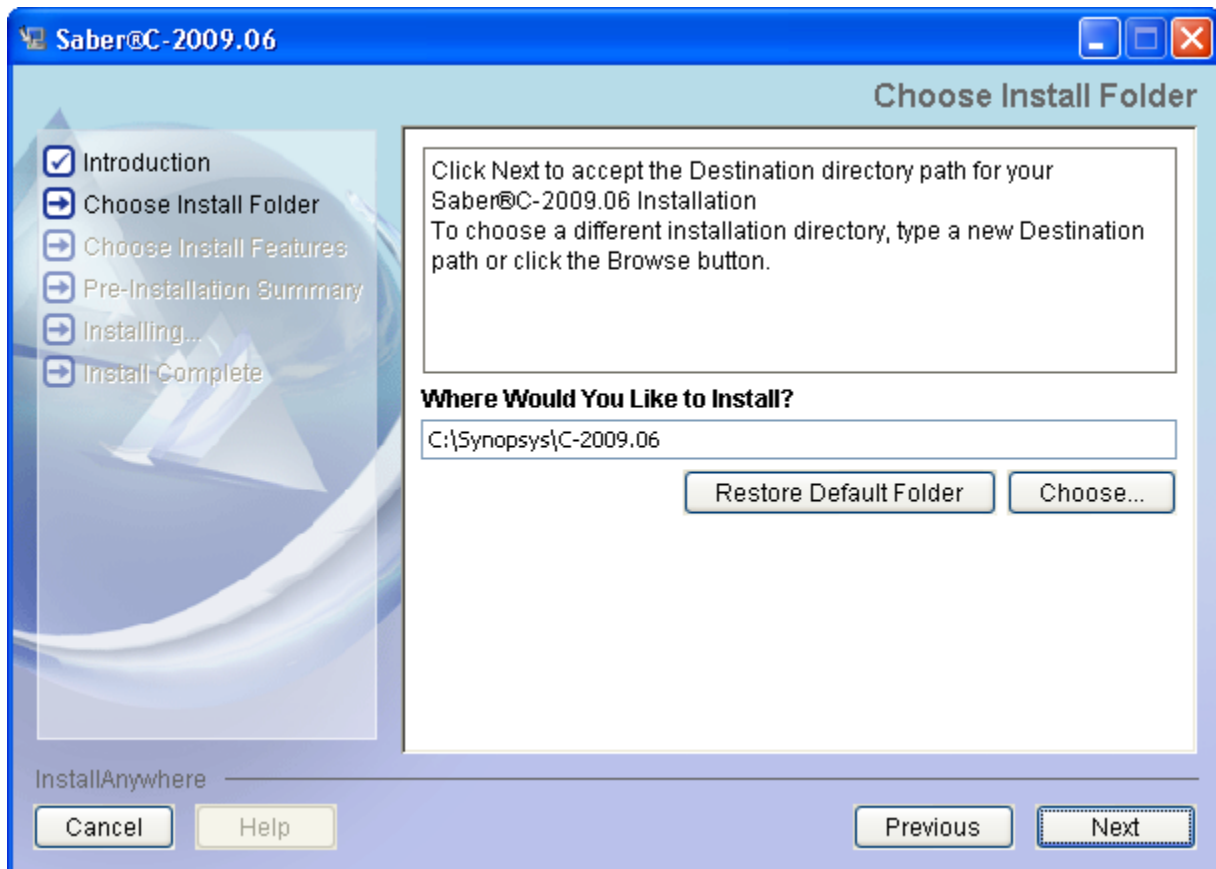 Saber®C-2009.06
Choose Install Folder
Introduction
Choose Install Folder
Choose Install Features
Pre-Installation Summary
Installing...
Install Complete
Click Next to accept the Destination directory path for your
Saber®C-2009.06 Installation
To choose a different installation directory, type a new Destination
path or click the Browse button.
Where Would You Like to Install?
C:\Synopsys\C-2009.06
Restore Default Folder
Choose...
InstallAnywhere
Cancel
Help
Previous
Next